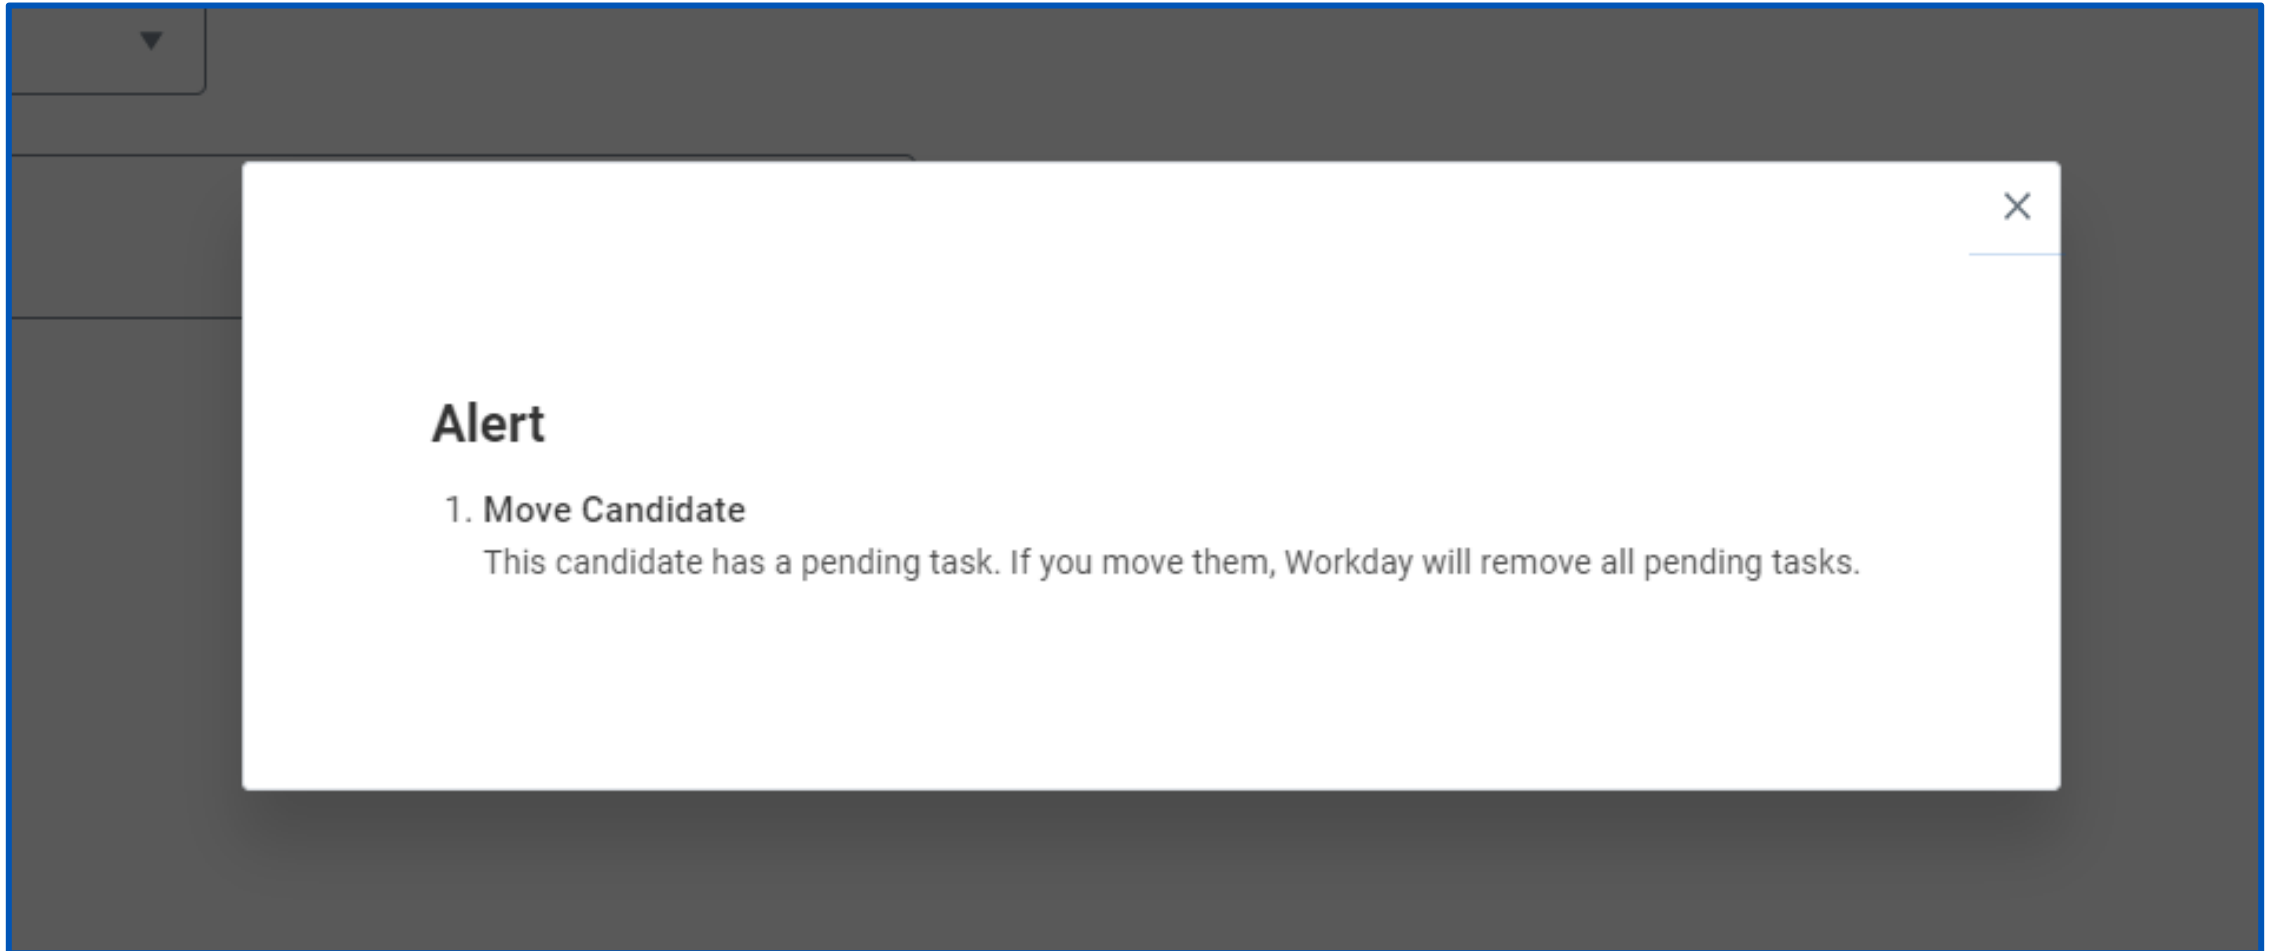 Alert
1. Move Candidate
This candidate has a pending task. If you move them, Workday will remove all pending tasks.